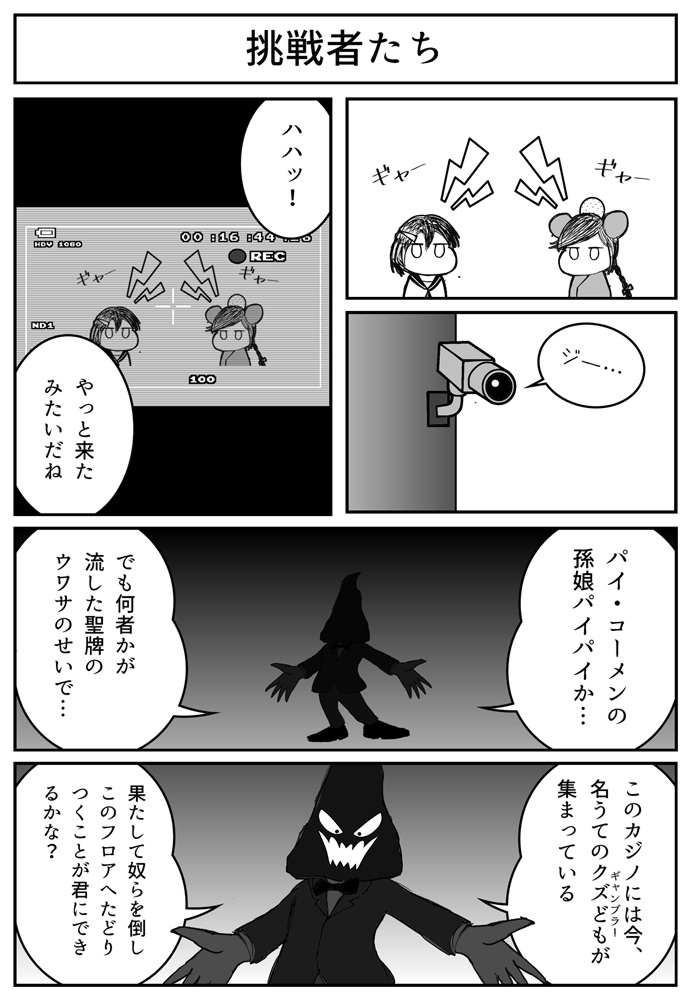 挑戦者たち
ギャー
ギャー
ジー…
ハハッ!
HDV 1080
00:16:44:26
REC
ギャー
ギャー
ND1
100
やっと来た
みたいだね
パイ・コーメンの
孫娘パイパイか…
でも何者かが
流した聖牌の
ウワサのせいで…
このカジノには今、
名うてのクズどもが
ギャンブラー
集まっている
果たして奴らを倒し
このフロアへたどり
つくことが君にでき
るかな?